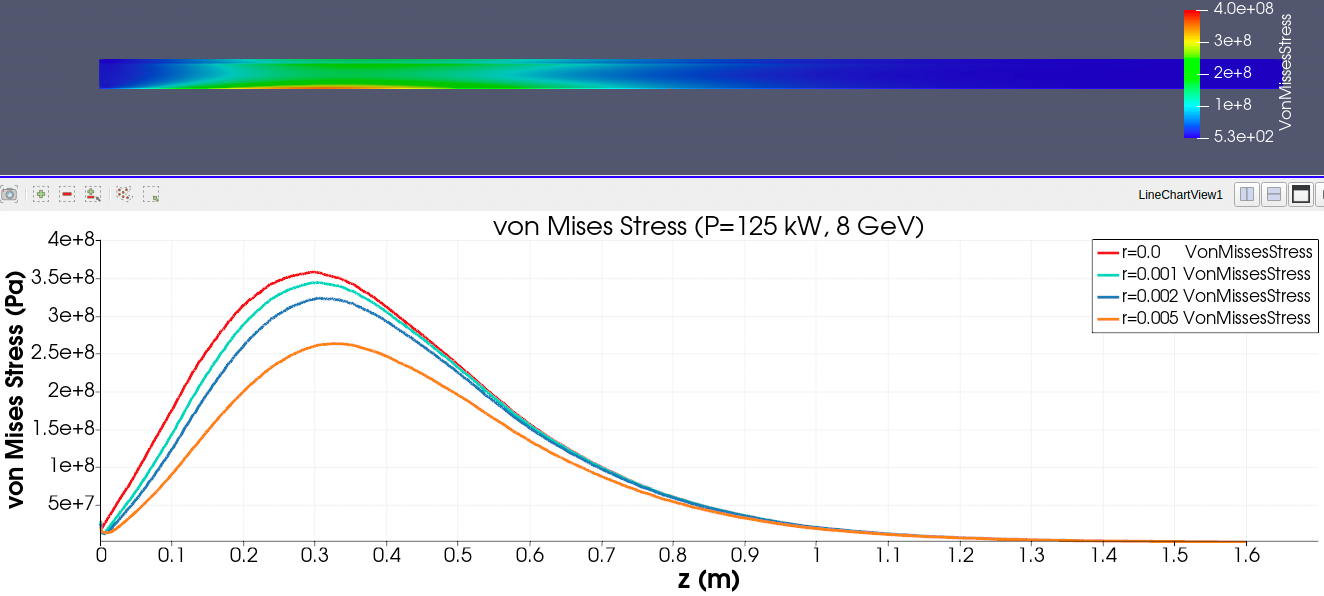 4.0e+08
3e+8
2e+8
1e+8
5.3e+02
VonMissesStress
LineChartView1
von Mises Stress (P=125 kW, 8 GeV)
r=0.0 VonMissesStress
r=0.001 VonMissesStress
r=0.002 VonMissesStress
r=0.005 VonMissesStress
von Mises Stress (Pa)
4e+8
3.5e+8
3e+8
2.5e+8
2e+8
1.5e+8
1e+8
5e+7
0 0.1 0.2 0.3 0.4 0.5 0.6 0.7 0.8 0.9 1 1.1 1.2 1.3 1.4 1.5 1.6
z (m)